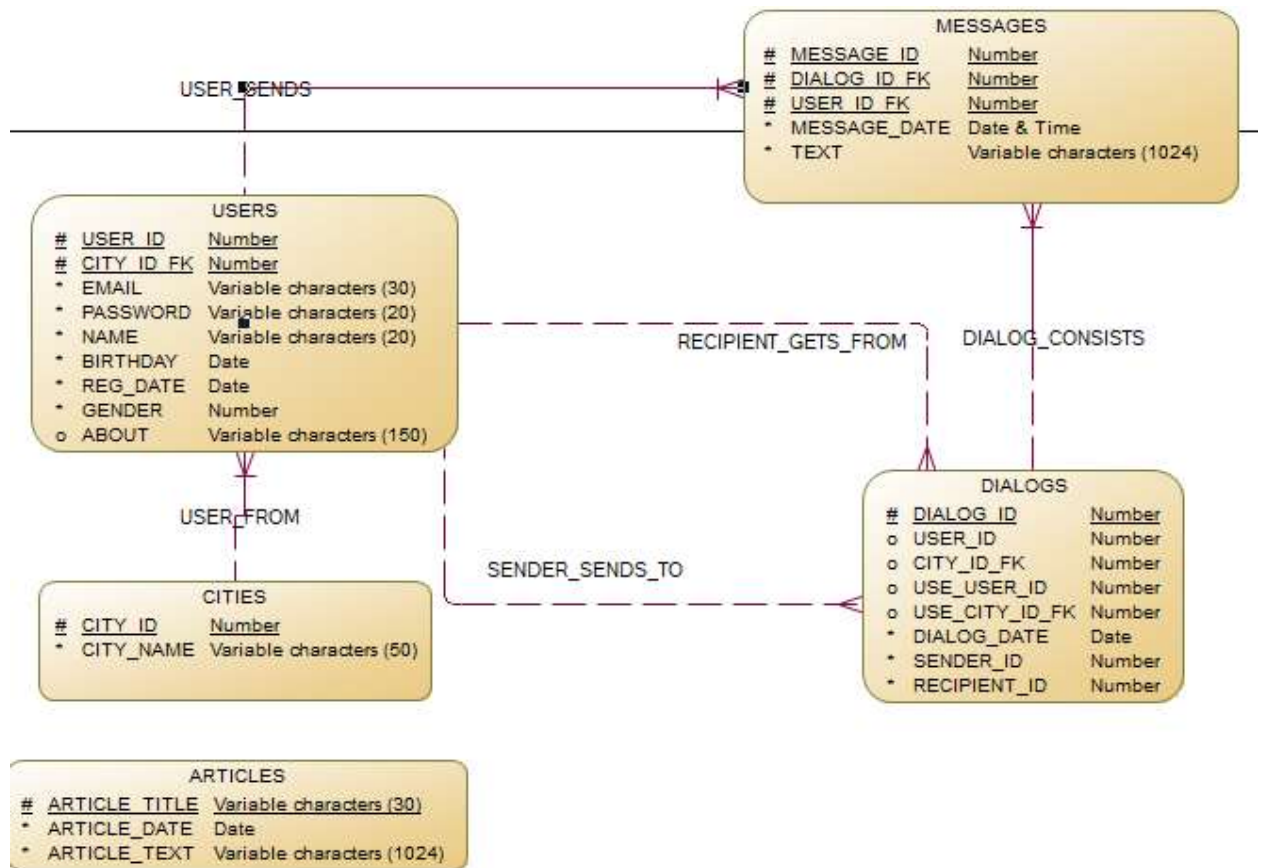 MESSAGES
# MESSAGE_ID Number
# DIALOG_ID_FK Number
# USER_ID_FK Number
* MESSAGE_DATE Date & Time
* TEXT Variable characters (1024)
USER_SENDS
USERS
# USER_ID Number
# CITY_ID_FK Number
* EMAIL Variable characters (30)
* PASSWORD Variable characters (20)
* NAME Variable characters (20)
* BIRTHDAY Date
* REG_DATE Date
* GENDER Number
o ABOUT Variable characters (150)
RECIPIENT_GETS_FROM
DIALOG_CONSISTS
USER_FROM
SENDER_SENDS_TO
DIALOGS
# DIALOG_ID Number
o USER_ID Number
o CITY_ID_FK Number
o USE_USER_ID Number
o USE_CITY_ID_FK Number
* DIALOG_DATE Date
* SENDER_ID Number
* RECIPIENT_ID Number
CITIES
# CITY_ID Number
* CITY_NAME Variable characters (50)
ARTICLES
# ARTICLE_TITLE Variable characters (30)
* ARTICLE_DATE Date
* ARTICLE_TEXT Variable characters (1024)